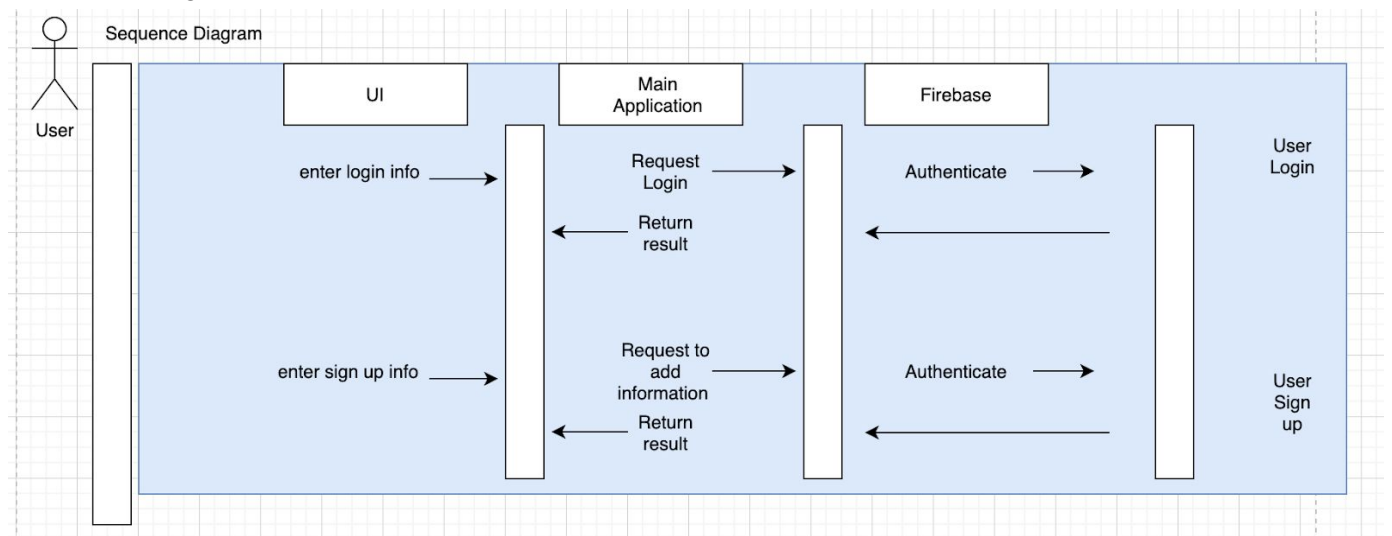 Sequence Diagram
User
UI
Main
Application
Firebase
enter login info
Request
Login
Authenticate
User
Login
Return
result
enter sign up info
Request to
add
information
Authenticate
User
Sign
up
Return
result